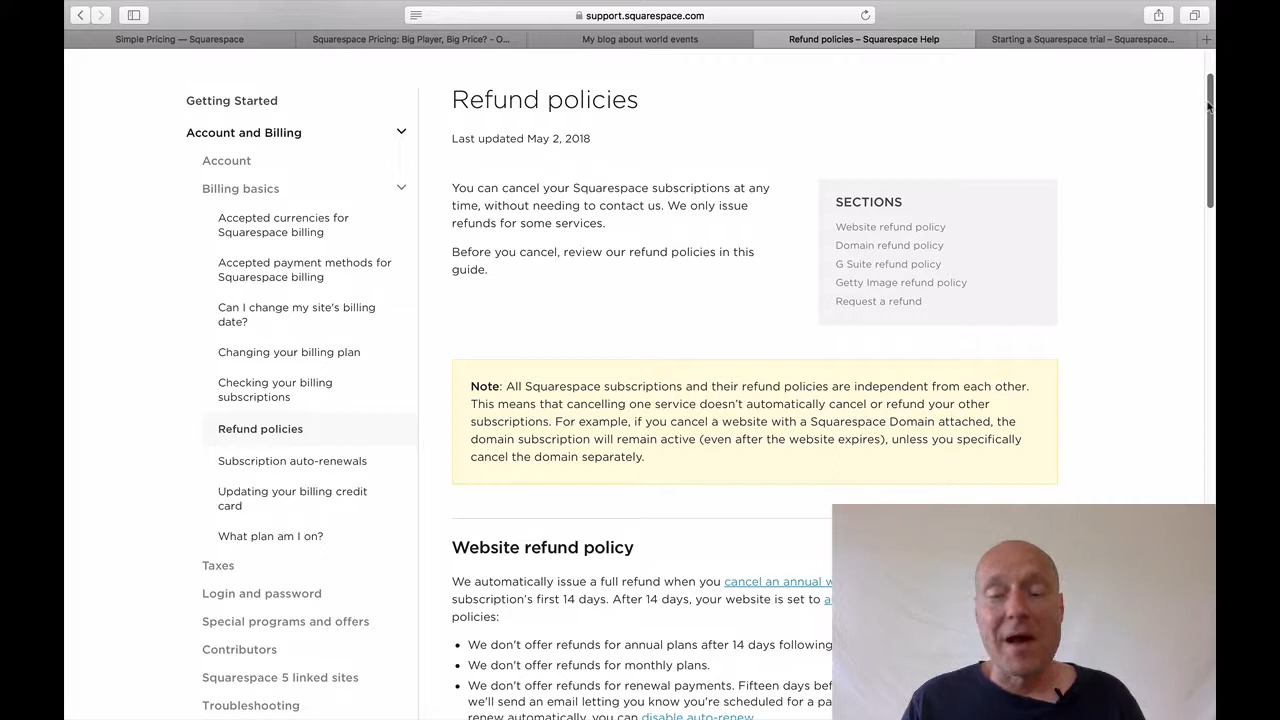 support.squarespace.com
Simple Pricing — Squarespace
Squarespace Pricing: Big Player, Big Price? - O...
My blog about world events
Refund policies – Squarespace Help
Starting a Squarespace trial – Squarespace...
Getting Started
Account and Billing
Account
Billing basics
Accepted currencies for
Squarespace billing
Accepted payment methods for
Squarespace billing
Can I change my site's billing
date?
Changing your billing plan
Checking your billing
subscriptions
Refund policies
Subscription auto-renewals
Updating your billing credit
card
What plan am I on?
Taxes
Login and password
Special programs and offers
Contributors
Squarespace 5 linked sites
Troubleshooting
Refund policies
Last updated May 2, 2018
You can cancel your Squarespace subscriptions at any
time, without needing to contact us. We only issue
refunds for some services.
Before you cancel, review our refund policies in this
guide.
SECTIONS
Website refund policy
Domain refund policy
G Suite refund policy
Getty Image refund policy
Request a refund
Note: All Squarespace subscriptions and their refund policies are independent from each other.
This means that cancelling one service doesn't automatically cancel or refund your other
subscriptions. For example, if you cancel a website with a Squarespace Domain attached, the
domain subscription will remain active (even after the website expires), unless you specifically
cancel the domain separately.
Website refund policy
We automatically issue a full refund when you cancel an annual
subscription's first 14 days. After 14 days, your website is set to
policies:
• We don't offer refunds for annual plans after 14 days following
• We don't offer refunds for monthly plans.
• We don't offer refunds for renewal payments. Fifteen days
we'll send an email letting you know you're scheduled for a
renew automatically, you can disable auto-renew.